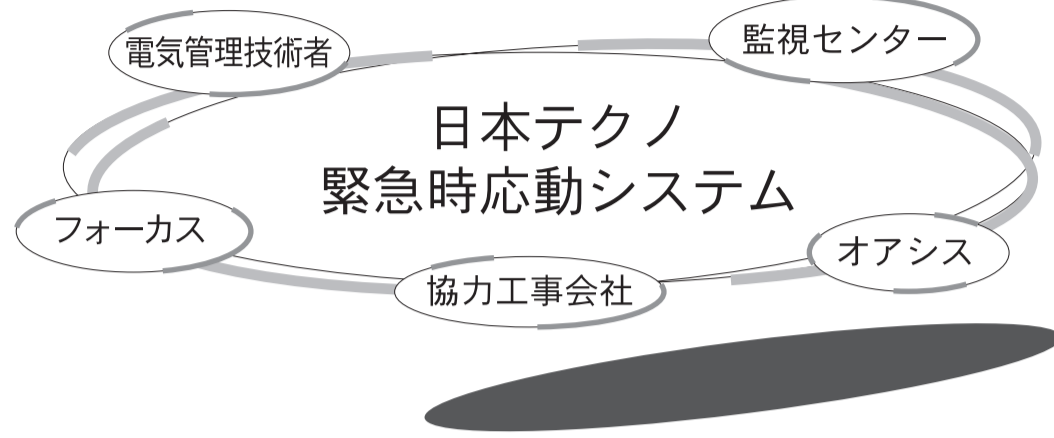 電気管理技術者
監視センター
日本テクノ
緊急時応動システム
フォーカス
オアシス
協力工事会社